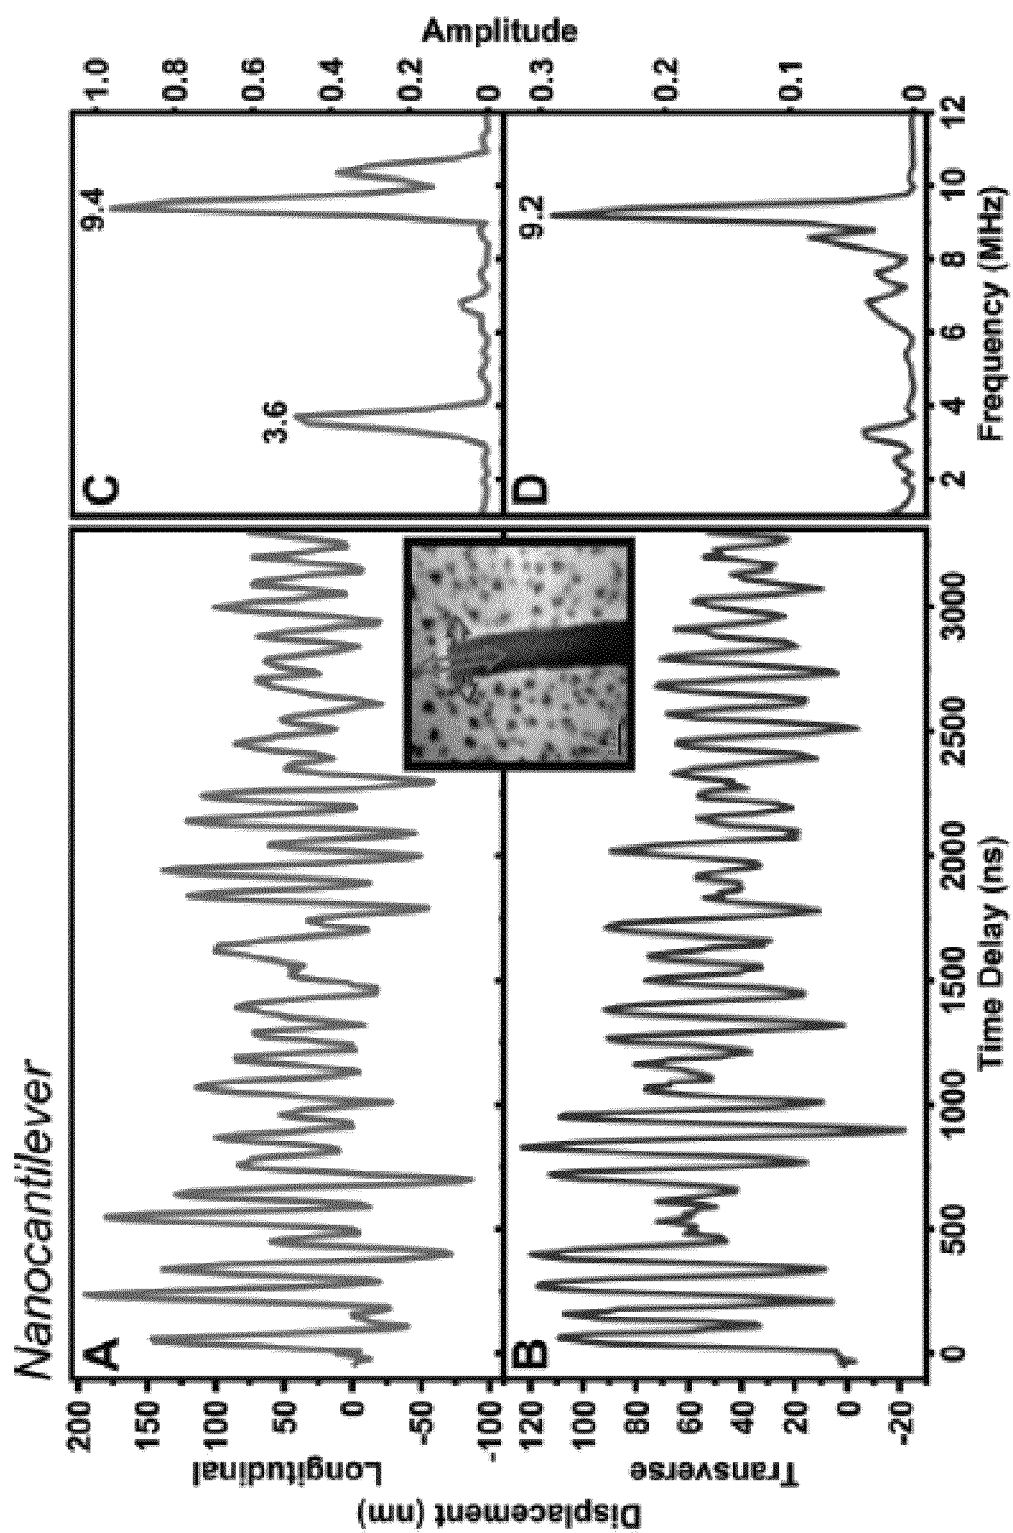 Nanocantilever
A
200
150
100
50
0
-50
-100
Longitudinal
Displacement (nm)
B
120
100
80
60
40
20
0
-20
Transverse
0 500 1000 1500 2000 2500 3000
Time Delay (ns)
C
3.6
9.4
1.0
0.8
0.6
0.4
0.2
0
Amplitude
D
9.2
0.3
0.2
0.1
0
2 4 6 8 10 12
Frequency (MHz)